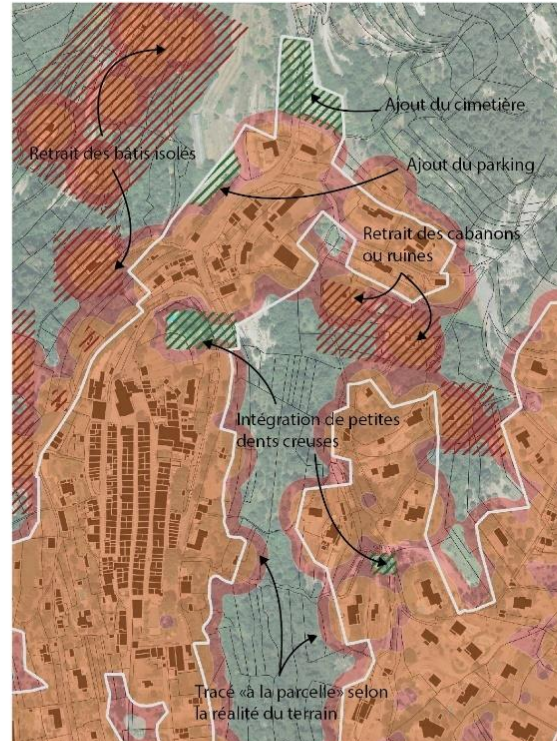 Ajout du cimetière
Retrait des bâtis isolés
Ajout du parking
Retrait des cabanons
ou ruines
Intégration de petites
dents creuses
Tracé «à la parcelle» selon
la réalité du terrain